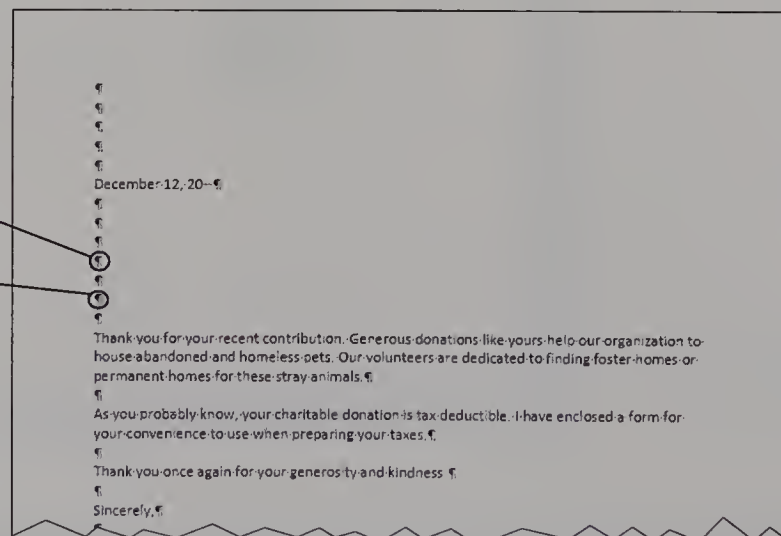 ¶
¶
¶
¶
¶
December·12,·20--¶
¶
¶
¶
¶
¶
¶
¶
Thank·you·for·your·recent·contribution.·Generous·donations·like·yours·help·our·organization·to·
house·abandoned·and·homeless·pets.·Our·volunteers·are·dedicated·to·finding·foster·homes·or·
permanent·homes·for·these·stray·animals.¶
¶
As·you·probably·know,·your·charitable·donation·is·tax·deductible.·I·have·enclosed·a·form·for·
your·convenience·to·use·when·preparing·your·taxes.¶
¶
Thank·you·once·again·for·your·generosity·and·kindness ¶
¶
Sincerely,¶
¶